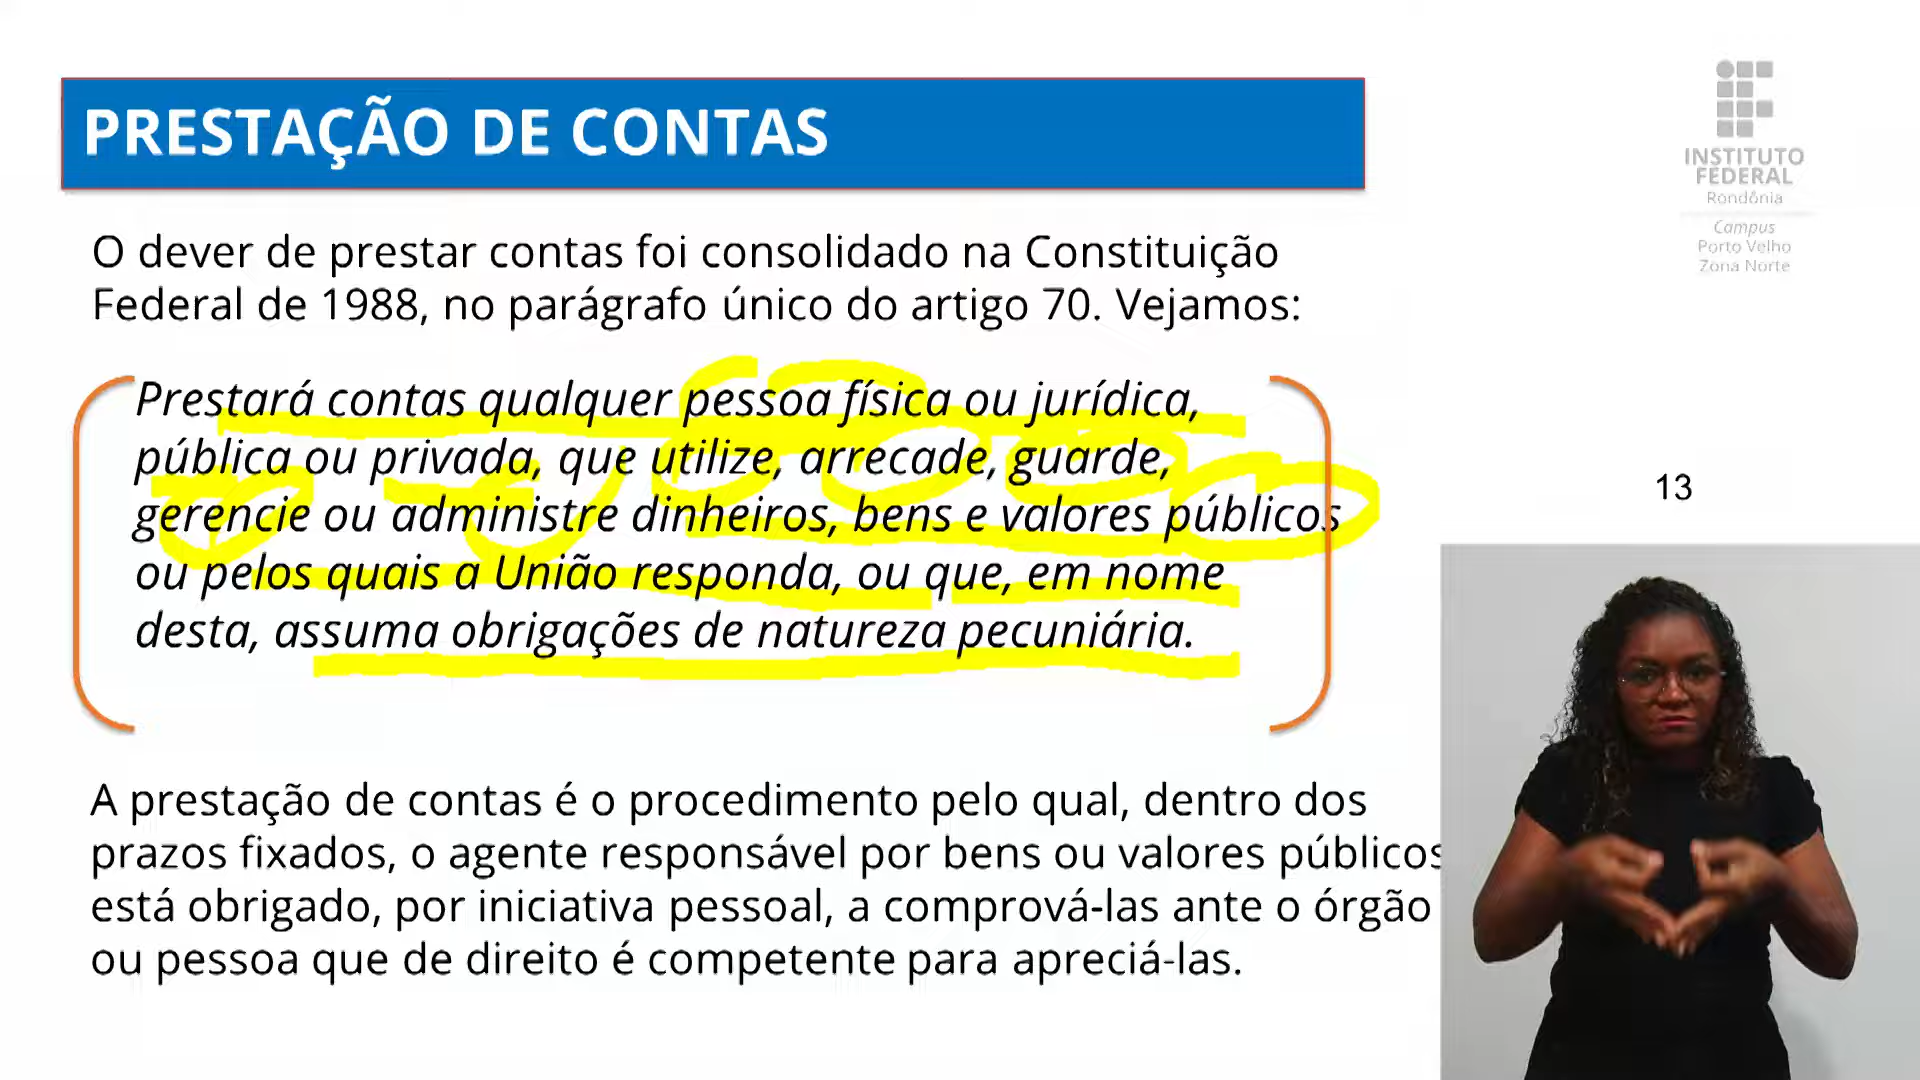 PRESTAÇÃO DE CONTAS
INSTITUTO
FEDERAL
Rondônia
Campus
Porto Velho
Zona Norte
O dever de prestar contas foi consolidado na Constituição
Federal de 1988, no parágrafo único do artigo 70. Vejamos:
Prestará contas qualquer pessoa física ou jurídica,
pública ou privada, que utilize, arrecade, guarde,
gerencie ou administre dinheiros, bens e valores públicos
ou pelos quais a União responda, ou que, em nome
desta, assuma obrigações de natureza pecuniária.
13
A prestação de contas é o procedimento pelo qual, dentro dos
prazos fixados, o agente responsável por bens ou valores públicos
está obrigado, por iniciativa pessoal, a comprová-las ante o órgão
ou pessoa que de direito é competente para apreciá-las.